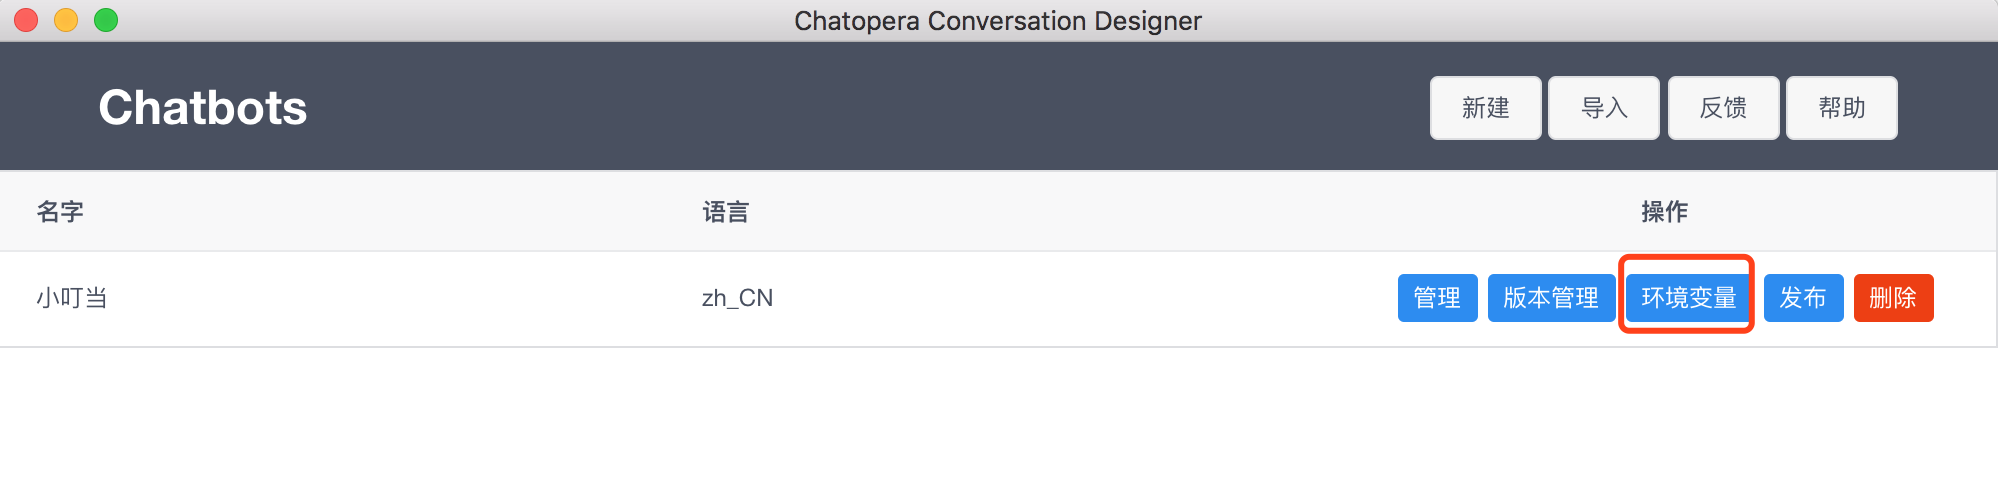 Chatopera Conversation Designer
Chatbots 新建 导入 反馈 帮助
名字 语言 操作
小叮当 zh_CN 管理 版本管理 环境变量 发布 删除